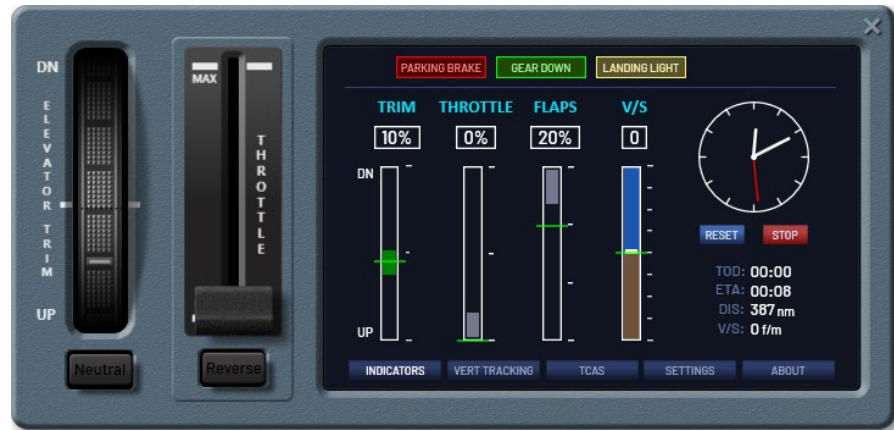 DN
ELEVATOR TRIM
UP
Neutral
MAX
THROTTLE
Reverse
PARKING BRAKE
GEAR DOWN
LANDING LIGHT
TRIM THROTTLE FLAPS V/S
10% 0% 20% 0
DN
UP
RESET STOP
TOD: 00:00
ETA: 00:08
DIS: 387 nm
V/S: 0 f/m
INDICATORS VERT TRACKING TCAS SETTINGS ABOUT